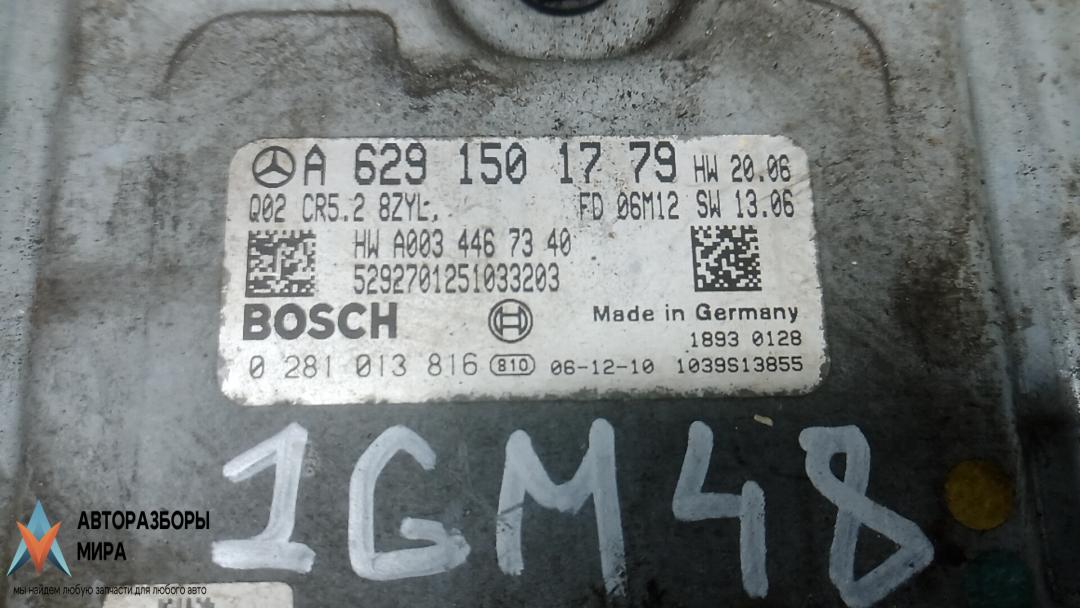 A 629 150 17 79 HW 20.06
Q02 CR5.2 8ZYL, FD 06M12 SW 13.06
HW A003 446 73 40
5292701251033203
BOSCH Made in Germany
1893 0128
0 281 013 816 810 06-12-10 1039S13855
1GM48
АВТОРАЗБОРЫ
МИРА
мы найдем любую запчасти для любого авто